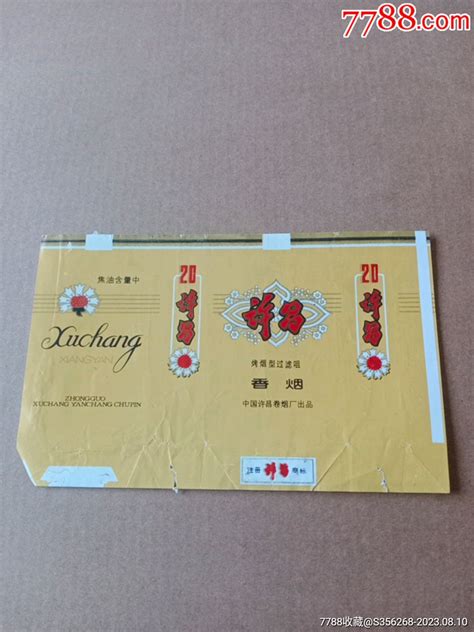 7788.com
焦油含量中
Xuchang
XIANGYAN
ZHONGGUO
XUCHANG YANCHANG CHUPIN
20
许昌
许昌
烤烟型过滤咀
香烟
中国许昌卷烟厂出品
注册 许昌 商标
20
许昌
7788收藏@S356268-2023.08.10